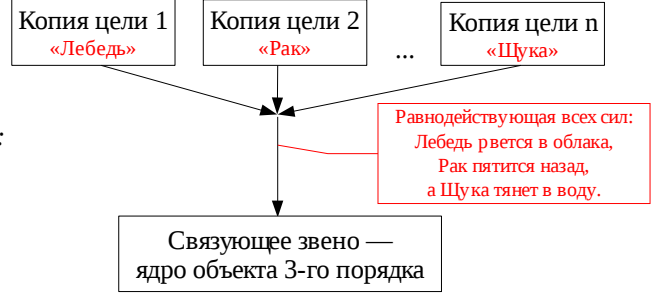 Копия цели 1
«Лебедь»
Копия цели 2
«Рак»
...
Копия цели n
«Щука»
Равнодействующая всех сил:
Лебедь рвется в облака,
Рак пятится назад,
а Щука тянет в воду.
:
Связующее звено —
ядро объекта 3-го порядка